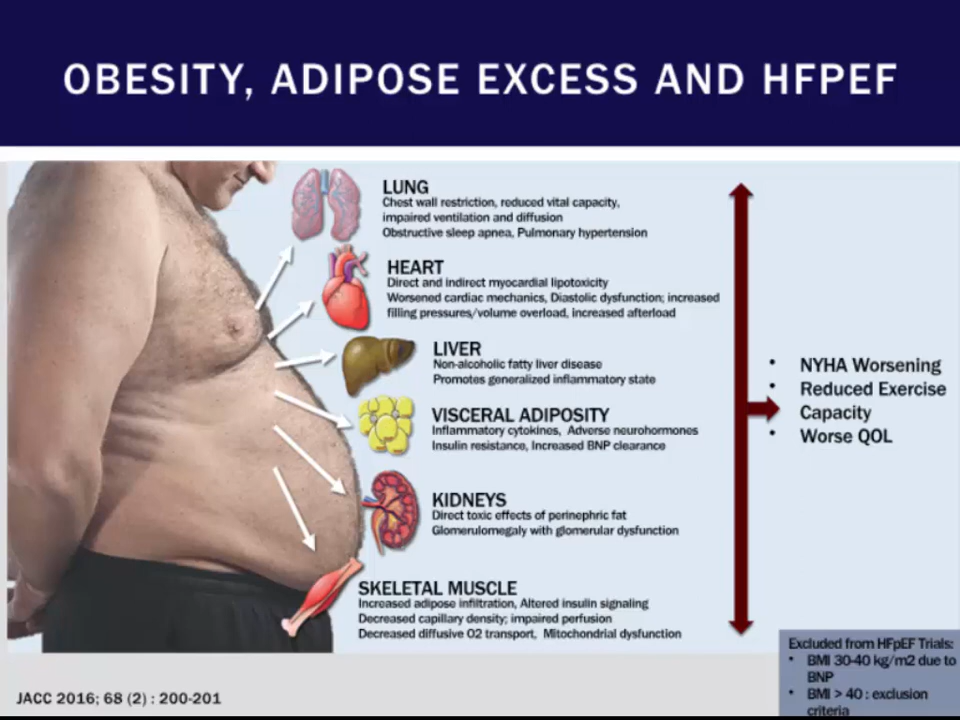 OBESITY, ADIPOSE EXCESS AND HFPEF
LUNG
Chest wall restriction, reduced vital capacity,
impaired ventilation and diffusion
Obstructive sleep apnea, Pulmonary hypertension
HEART
Direct and indirect myocardial lipotoxicity
Worsened cardiac mechanics, Diastolic dysfunction; increased
filling pressures/volume overload, increased afterload
LIVER
Non-alcoholic fatty liver disease
Promotes generalized inflammatory state
VISCERAL ADIPOSITY
Inflammatory cytokines, Adverse neurohormones
Insulin resistance, Increased BNP clearance
KIDNEYS
Direct toxic effects of perinephric fat
Glomerulomegaly with glomerular dysfunction
SKELETAL MUSCLE
Increased adipose infiltration, Altered insulin signaling
Decreased capillary density; impaired perfusion
Decreased diffusive O2 transport, Mitochondrial dysfunction
• NYHA Worsening
• Reduced Exercise
Capacity
• Worse QOL
Excluded from HFpEF Trials:
• BMI 30-40 kg/m2 due to
BNP
• BMI > 40 : exclusion
criteria
JACC 2016; 68 (2) : 200-201